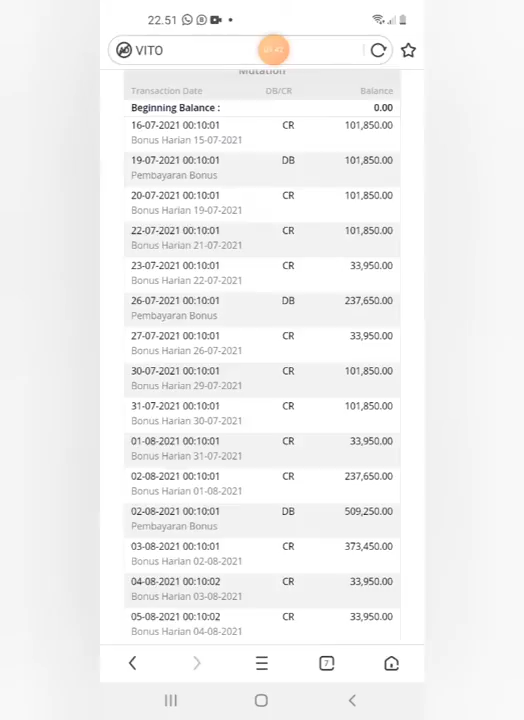 22.51
VITO
Mutation
Transaction Date DB/CR Balance
Beginning Balance : 0.00
16-07-2021 00:10:01 CR 101,850.00
Bonus Harian 15-07-2021
19-07-2021 00:10:01 DB 101,850.00
Pembayaran Bonus
20-07-2021 00:10:01 CR 101,850.00
Bonus Harian 19-07-2021
22-07-2021 00:10:01 CR 101,850.00
Bonus Harian 21-07-2021
23-07-2021 00:10:01 CR 33,950.00
Bonus Harian 22-07-2021
26-07-2021 00:10:01 DB 237,650.00
Pembayaran Bonus
27-07-2021 00:10:01 CR 33,950.00
Bonus Harian 26-07-2021
30-07-2021 00:10:01 CR 101,850.00
Bonus Harian 29-07-2021
31-07-2021 00:10:01 CR 101,850.00
Bonus Harian 30-07-2021
01-08-2021 00:10:01 CR 33,950.00
Bonus Harian 31-07-2021
02-08-2021 00:10:01 CR 237,650.00
Bonus Harian 01-08-2021
02-08-2021 00:10:01 DB 509,250.00
Pembayaran Bonus
03-08-2021 00:10:01 CR 373,450.00
Bonus Harian 02-08-2021
04-08-2021 00:10:02 CR 33,950.00
Bonus Harian 03-08-2021
05-08-2021 00:10:02 CR 33,950.00
Bonus Harian 04-08-2021
7